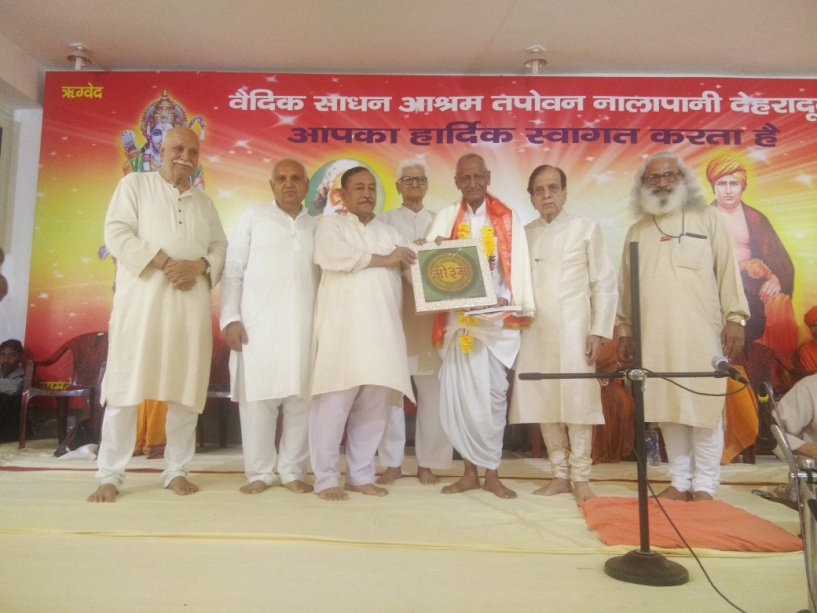 ऋग्वेद
वैदिक साधन आश्रम तपोवन नालापानी देहरादून
आपका हार्दिक स्वागत करता है
ओ३म्